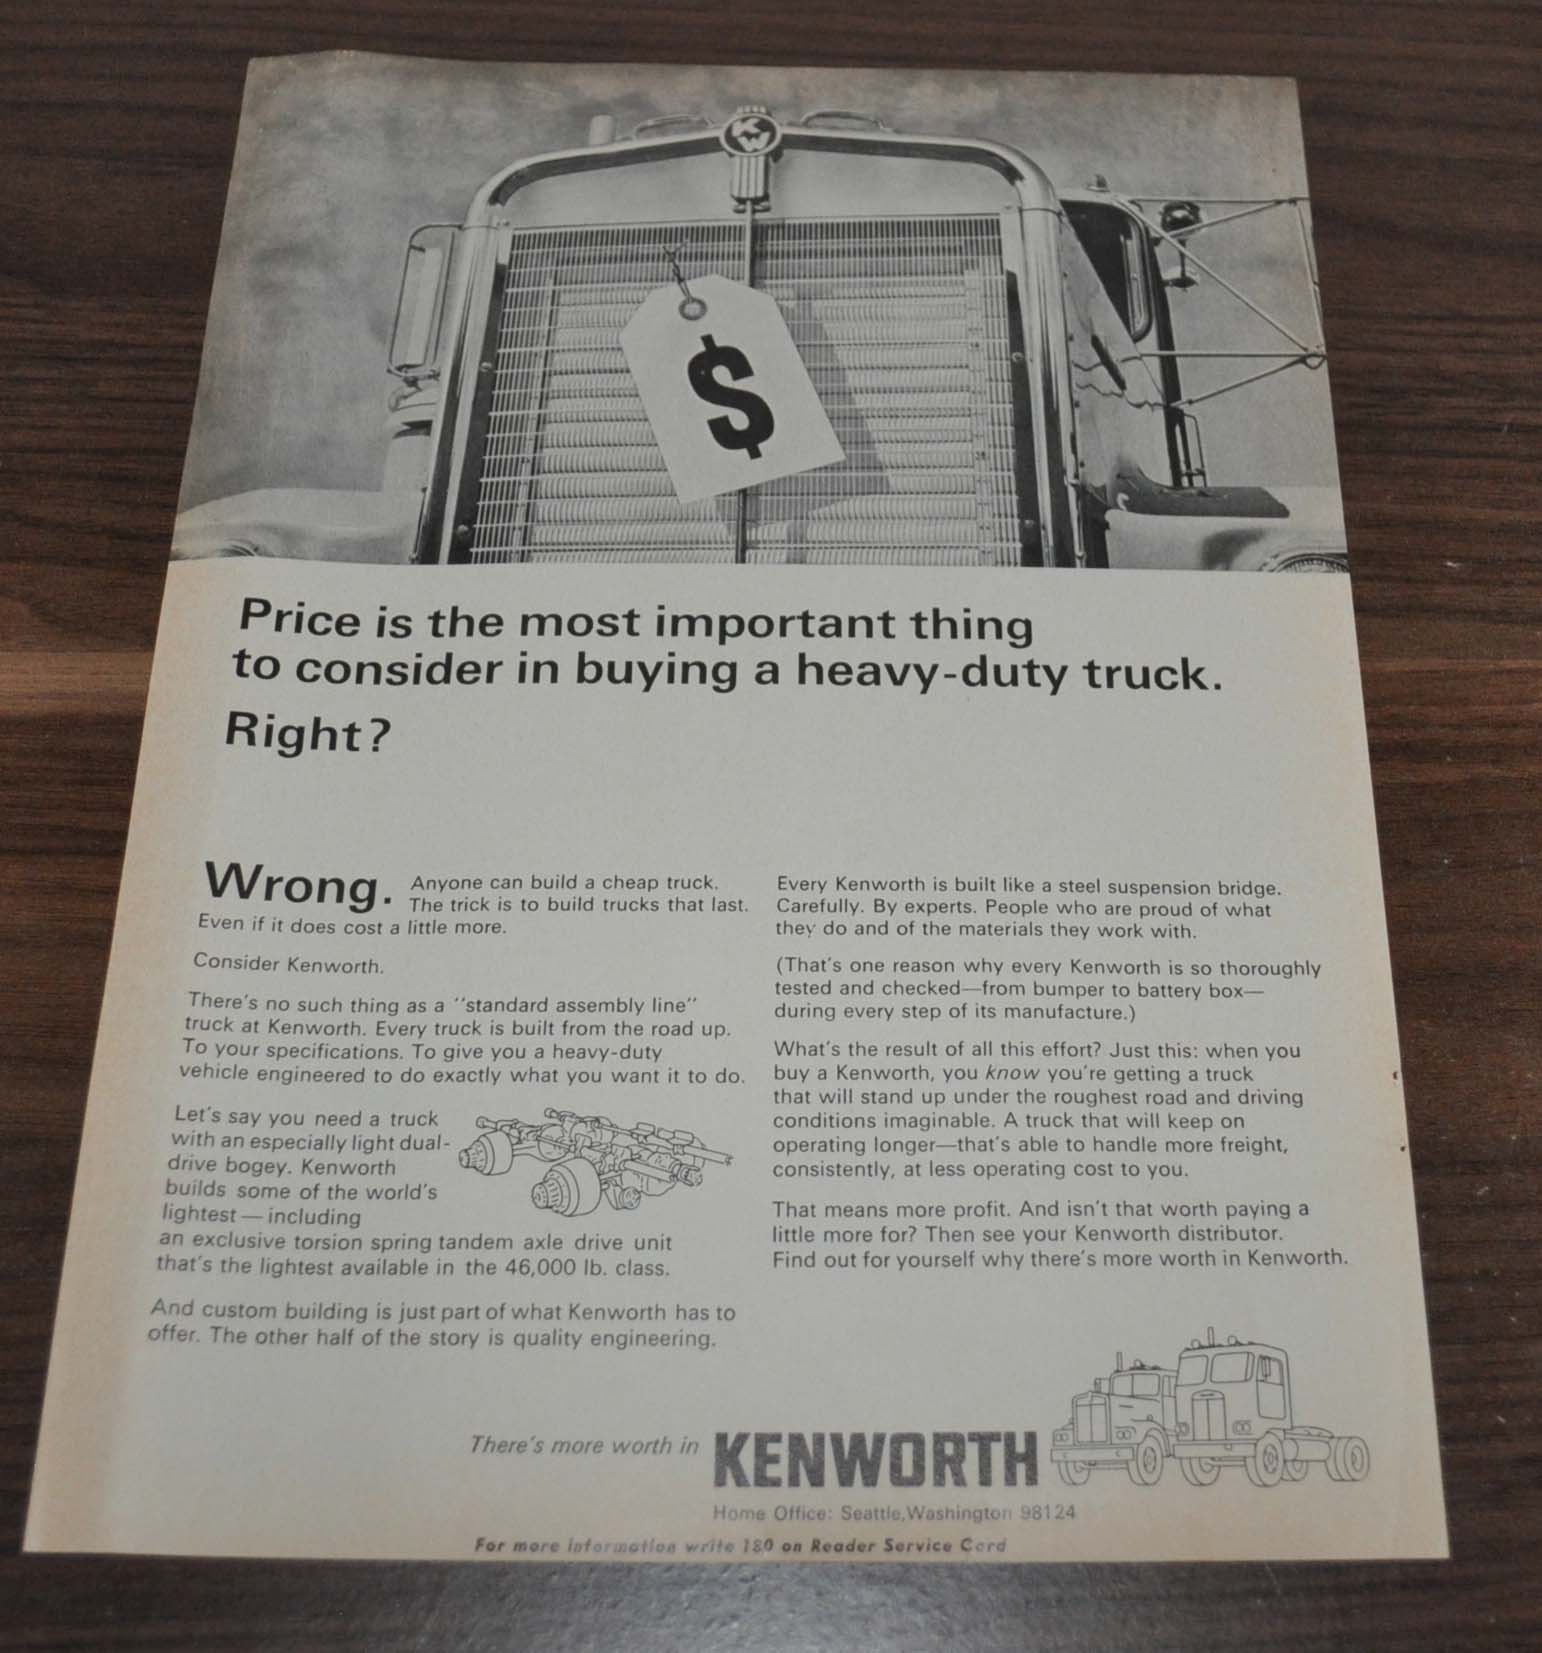 KW
$
Price is the most important thing
to consider in buying a heavy-duty truck.
Right?
Wrong. Anyone can build a cheap truck.
The trick is to build trucks that last.
Even if it does cost a little more.
Consider Kenworth.
There's no such thing as a "standard assembly line"
truck at Kenworth. Every truck is built from the road up.
To your specifications. To give you a heavy-duty
vehicle engineered to do exactly what you want it to do.
Let's say you need a truck
with an especially light dual-
drive bogey. Kenworth
builds some of the world's
lightest — including
an exclusive torsion spring tandem axle drive unit
that's the lightest available in the 46,000 lb. class.
And custom building is just part of what Kenworth has to
offer. The other half of the story is quality engineering.
Every Kenworth is built like a steel suspension bridge.
Carefully. By experts. People who are proud of what
they do and of the materials they work with.
(That's one reason why every Kenworth is so thoroughly
tested and checked—from bumper to battery box—
during every step of its manufacture.)
What's the result of all this effort? Just this: when you
buy a Kenworth, you know you're getting a truck
that will stand up under the roughest road and driving
conditions imaginable. A truck that will keep on
operating longer—that's able to handle more freight,
consistently, at less operating cost to you.
That means more profit. And isn't that worth paying a
little more for? Then see your Kenworth distributor.
Find out for yourself why there's more worth in Kenworth.
There's more worth in KENWORTH
Home Office: Seattle, Washington 98124
For more information write 180 on Reader Service Card